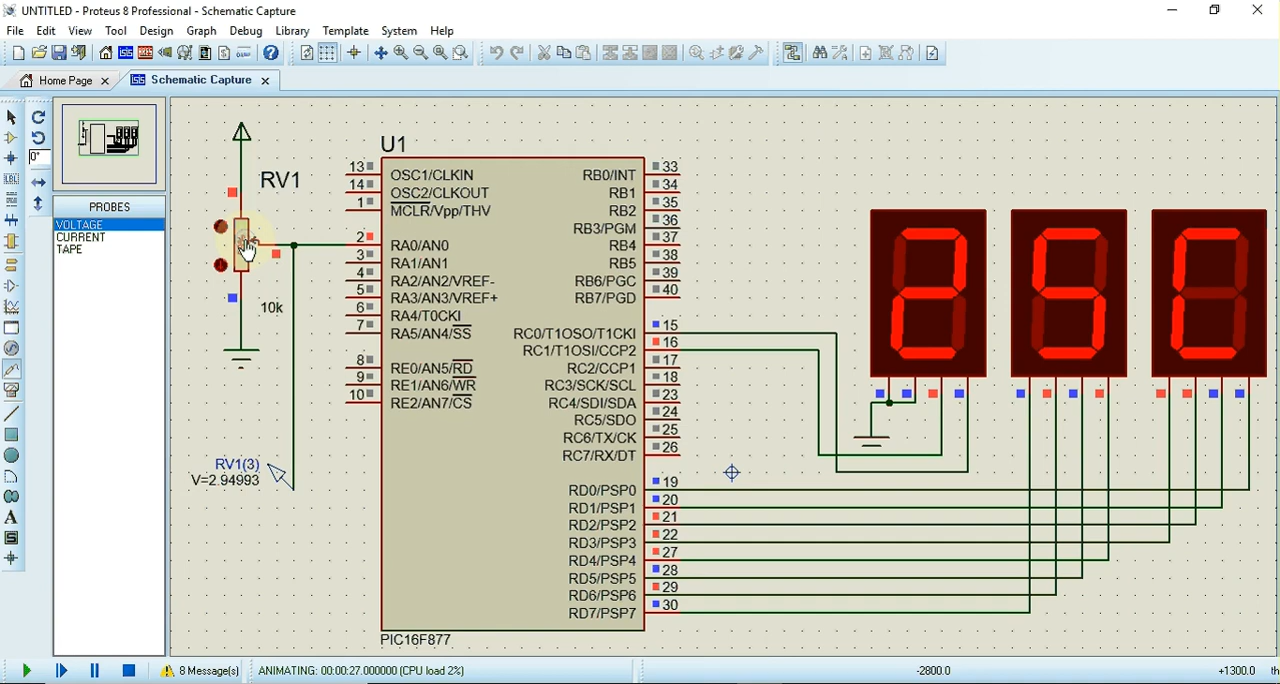 UNTITLED - Proteus 8 Professional - Schematic Capture
File Edit View Tool Design Graph Debug Library Template System Help
Home Page Schematic Capture
0°
PROBES
VOLTAGE
CURRENT
TAPE
RV1
10k
RV1(3)
V=2.94993
U1
13 OSC1/CLKIN RB0/INT 33
14 OSC2/CLKOUT RB1 34
1 MCLR/Vpp/THV RB2 35
RB3/PGM 36
2 RA0/AN0 RB4 37
3 RA1/AN1 RB5 38
4 RA2/AN2/VREF- RB6/PGC 39
5 RA3/AN3/VREF+ RB7/PGD 40
6 RA4/T0CKI
7 RA5/AN4/SS RC0/T1OSO/T1CKI 15
RC1/T1OSI/CCP2 16
8 RE0/AN5/RD RC2/CCP1 17
9 RE1/AN6/WR RC3/SCK/SCL 18
10 RE2/AN7/CS RC4/SDI/SDA 23
RC5/SDO 24
RC6/TX/CK 25
RC7/RX/DT 26
RD0/PSP0 19
RD1/PSP1 20
RD2/PSP2 21
RD3/PSP3 22
RD4/PSP4 27
RD5/PSP5 28
RD6/PSP6 29
RD7/PSP7 30
PIC16F877
25C
8 Message(s) ANIMATING: 00:00:27.000000 (CPU load 2%) -2800.0 +1300.0 th